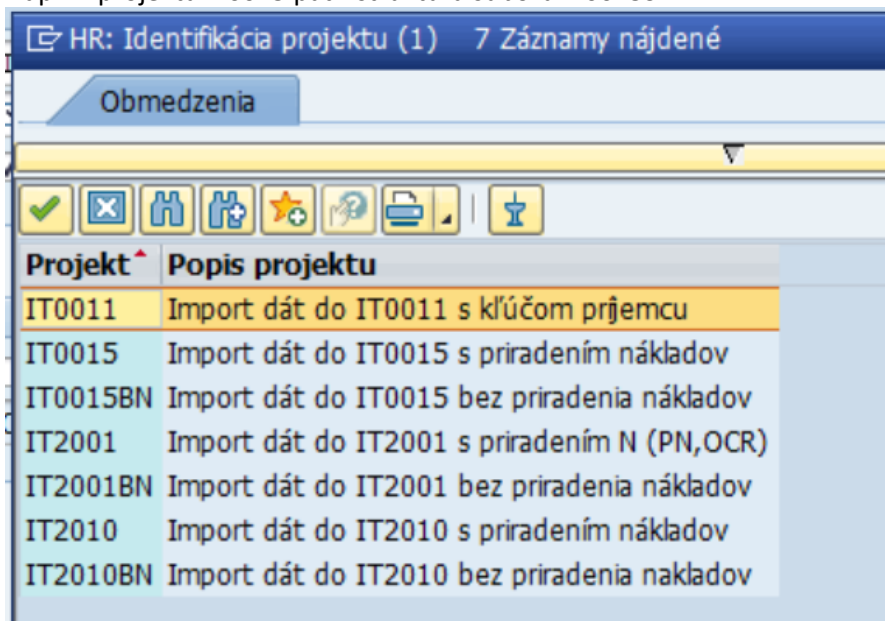 HR: Identifikácia projektu (1) 7 Záznamy nájdené
Obmedzenia
Projekt Popis projektu
IT0011 Import dát do IT0011 s kľúčom príjemcu
IT0015 Import dát do IT0015 s priradením nákladov
IT0015BN Import dát do IT0015 bez priradenia nákladov
IT2001 Import dát do IT2001 s priradením N (PN,OCR)
IT2001BN Import dát do IT2001 bez priradenia nákladov
IT2010 Import dát do IT2010 s priradením nákladov
IT2010BN Import dát do IT2010 bez priradenia nakladov